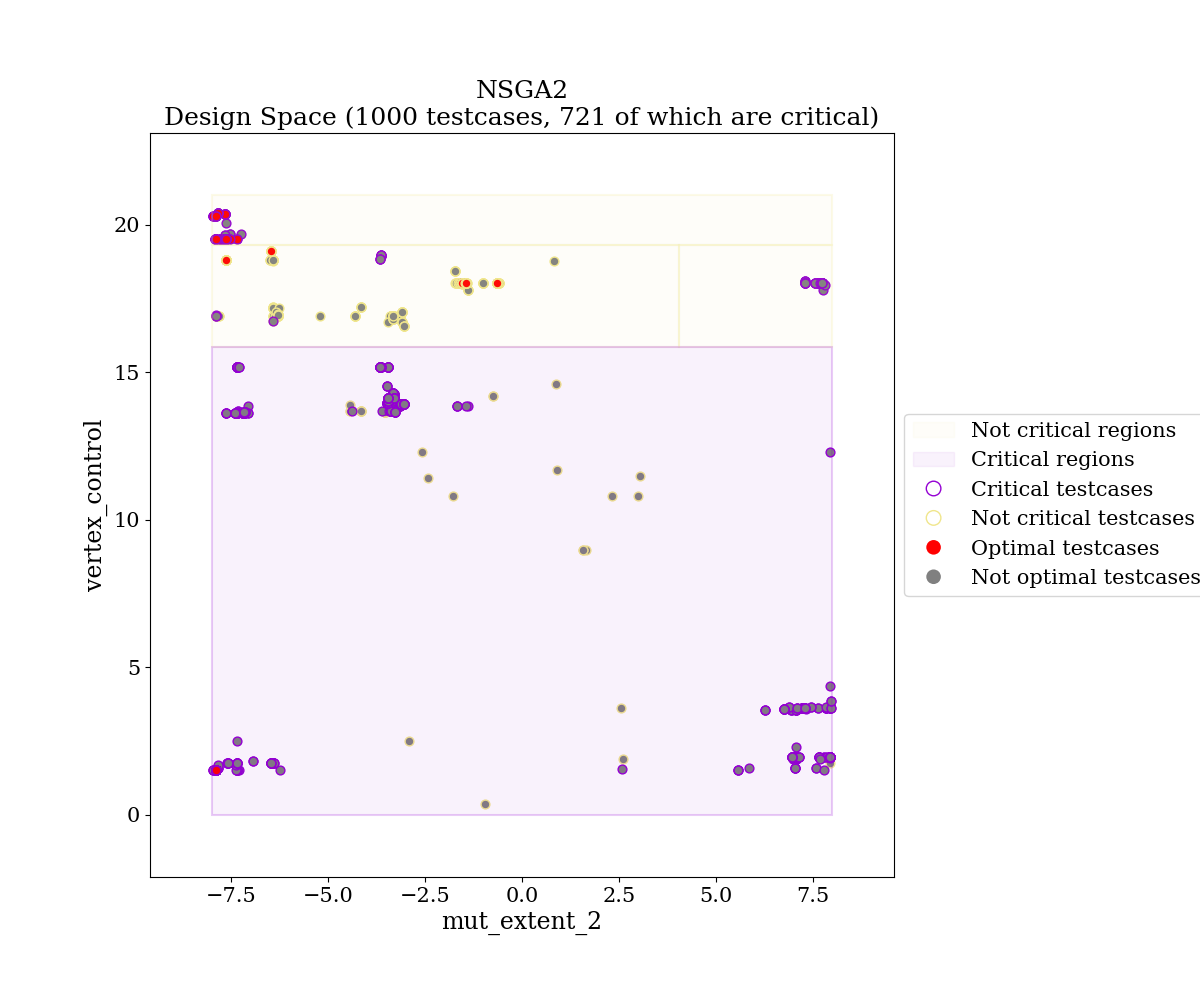 NSGA2
Design Space (1000 testcases, 721 of which are critical)
20
15
10
5
0
vertex_control
−7.5
−5.0
−2.5
0.0
2.5
5.0
7.5
mut_extent_2
Not critical regions
Critical regions
Critical testcases
Not critical testcases
Optimal testcases
Not optimal testcases